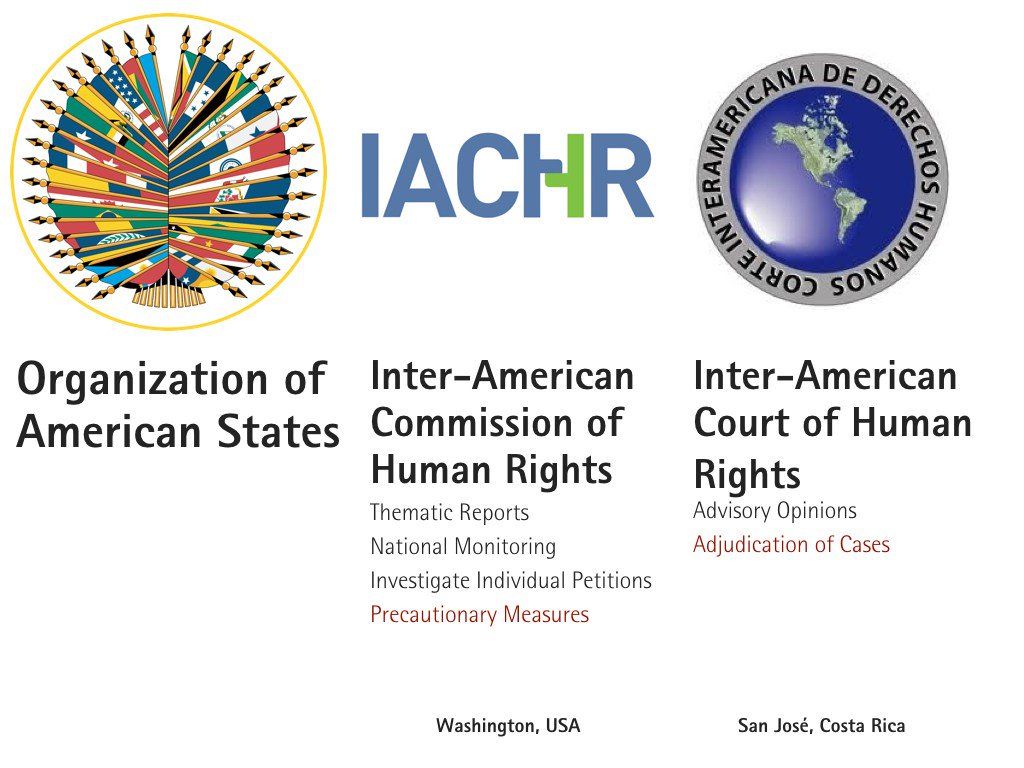 IACHR
CORTE INTERAMERICANA DE DERECHOS HUMANOS
Organization of
American States
Inter-American
Commission of
Human Rights
Thematic Reports
National Monitoring
Investigate Individual Petitions
Precautionary Measures
Washington, USA
Inter-American
Court of Human
Rights
Advisory Opinions
Adjudication of Cases
San José, Costa Rica